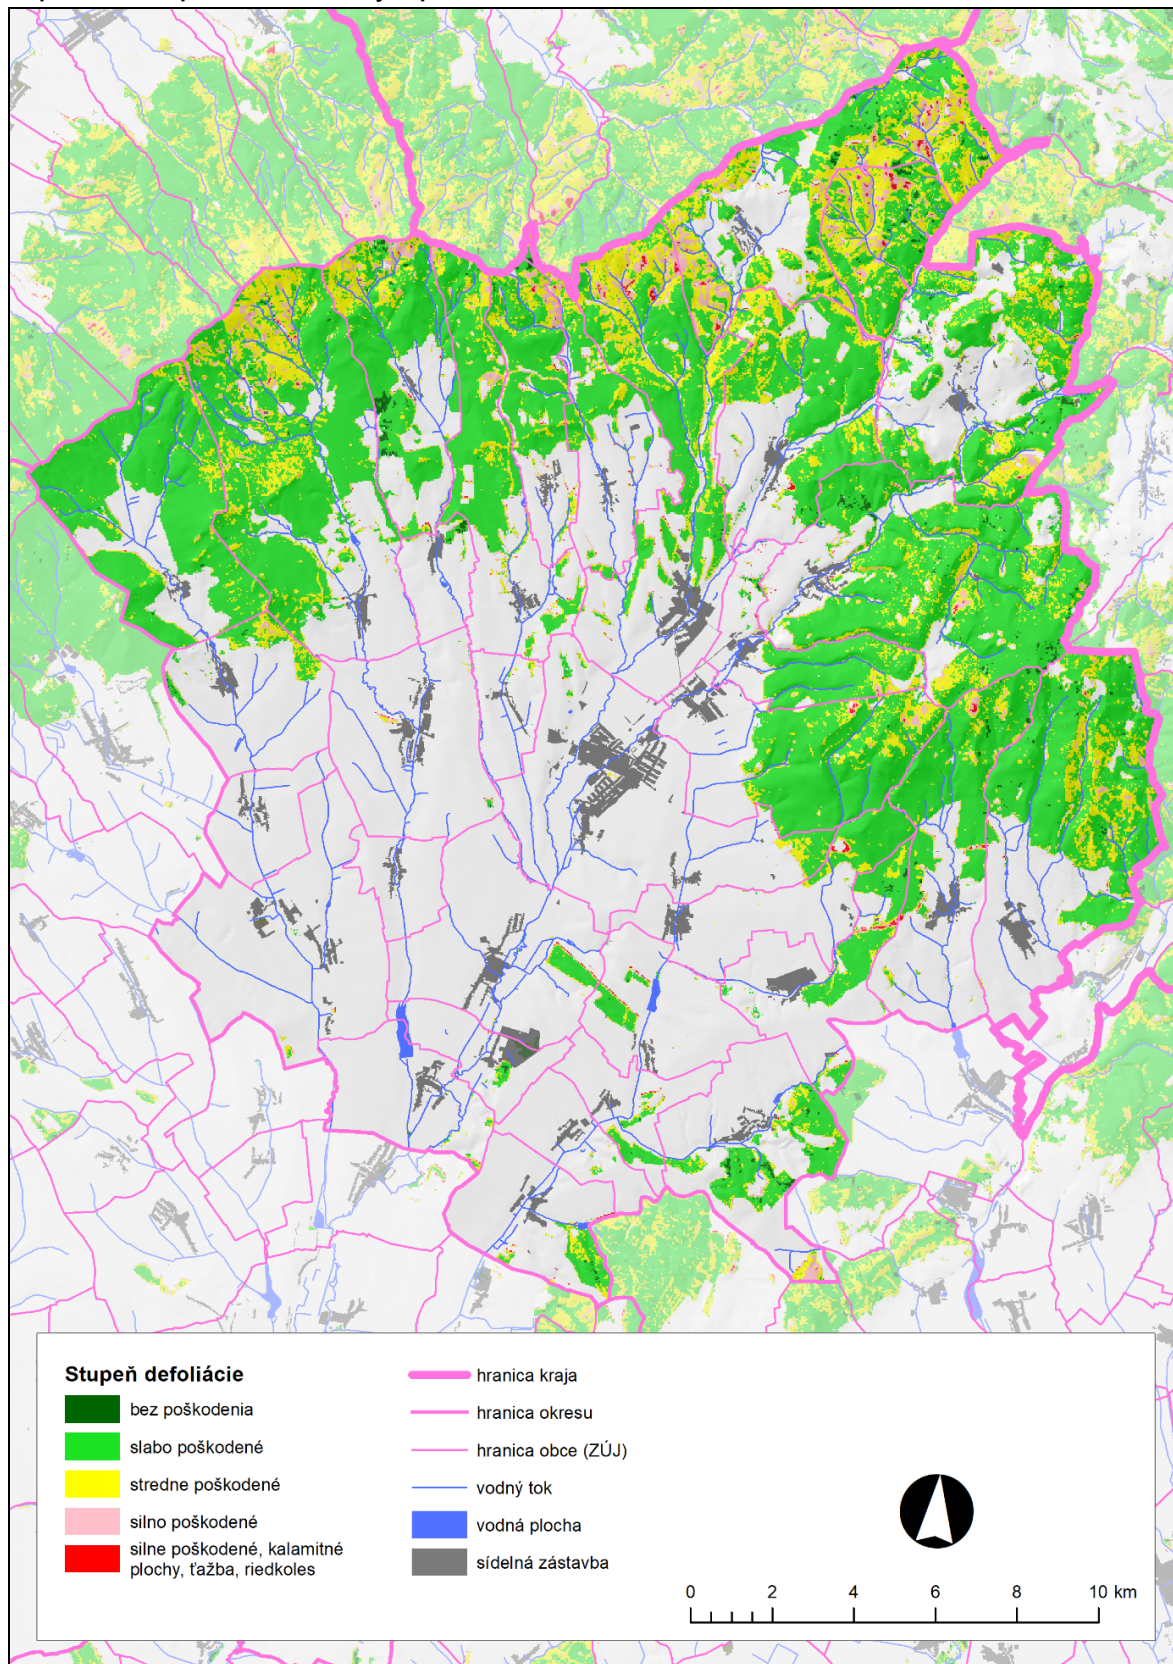 Stupeň defoliácie
bez poškodenia
slabo poškodené
stredne poškodené
silno poškodené
silne poškodené, kalamitné
plochy, ťažba, riedkoles
hranica kraja
hranica okresu
hranica obce (ZÚJ)
vodný tok
vodná plocha
sídelná zástavba
0 2 4 6 8 10 km